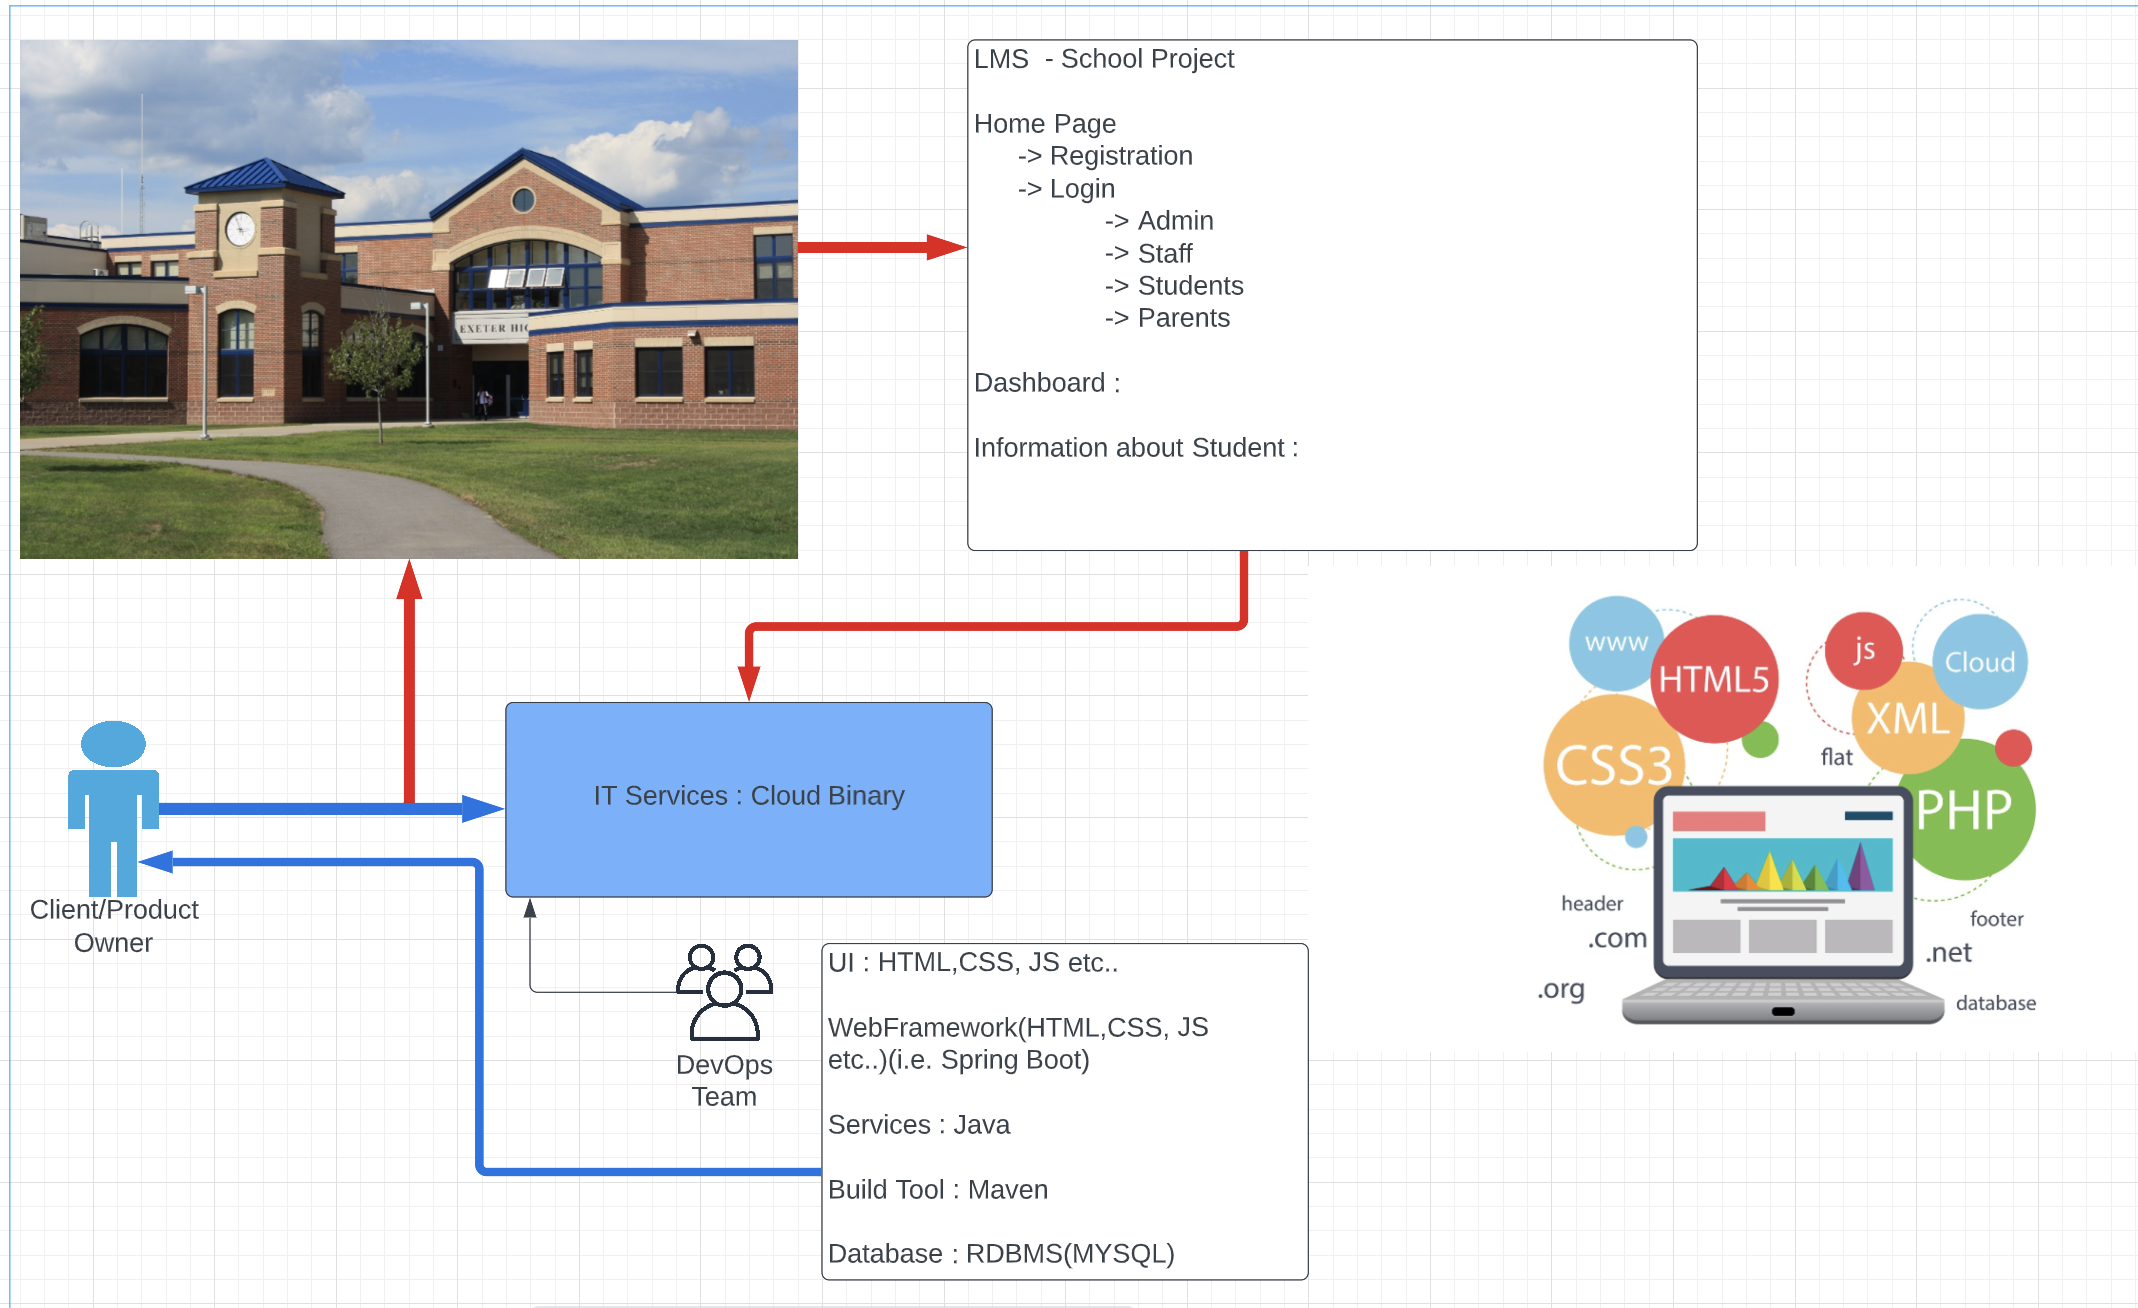 EXETER HIG
LMS  - School Project
Home Page
-> Registration
-> Login
-> Admin
-> Staff
-> Students
-> Parents
Dashboard :
Information about Student :
IT Services : Cloud Binary
Client/Product
Owner
DevOps
Team
UI : HTML,CSS, JS etc..
WebFramework(HTML,CSS, JS
etc..)(i.e. Spring Boot)
Services : Java
Build Tool : Maven
Database : RDBMS(MYSQL)
www
HTML5
CSS3
js
Cloud
XML
flat
PHP
header
.com
.org
footer
.net
database